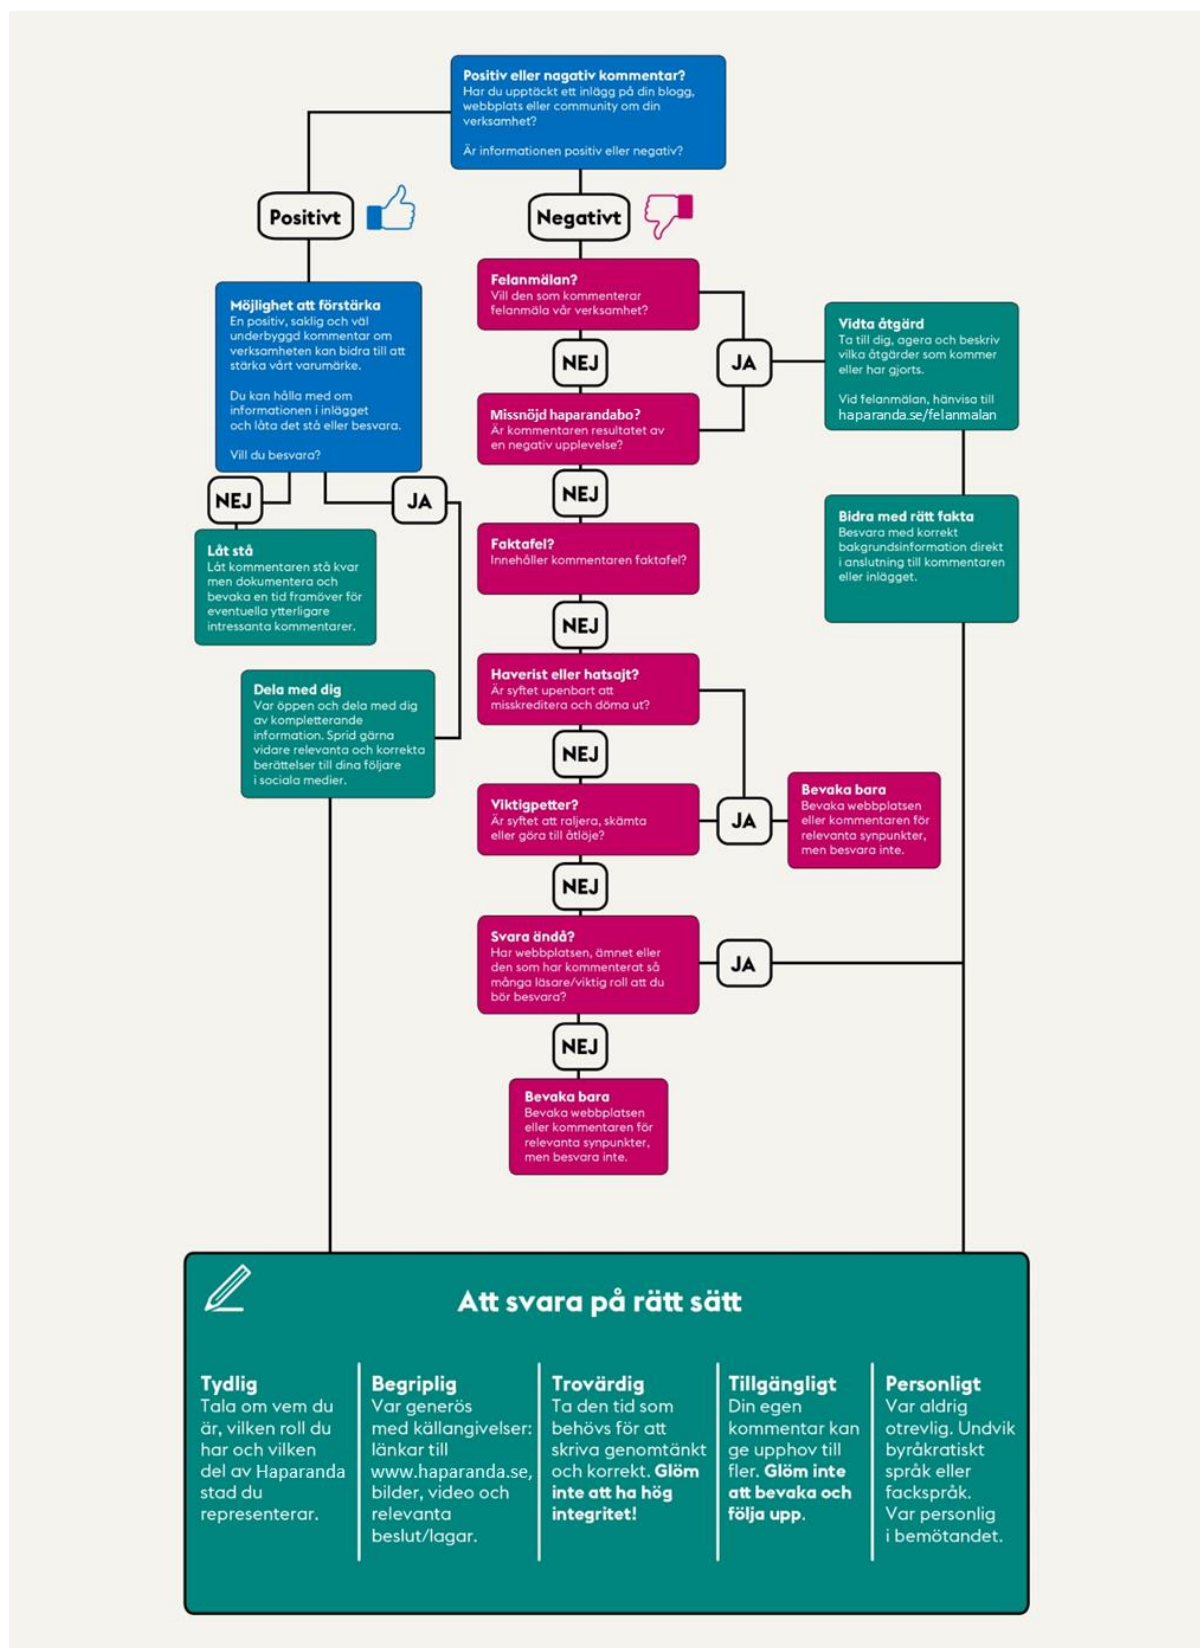 Positiv eller nagativ kommentar?
Har du upptäckt ett inlägg på din blogg,
webbplats eller community om din
verksamhet?
Är informationen positiv eller negativ?
Positivt
Negativt
Möjlighet att förstärka
En positiv, saklig och väl
underbyggd kommentar om
verksamheten kan bidra till att
stärka vårt varumärke.
Du kan hålla med om
informationen i inlägget
och låta det stå eller besvara.
Vill du besvara?
NEJ
JA
Låt stå
Låt kommentaren stå kvar
men dokumentera och
bevaka en tid framöver för
eventuella ytterligare
intressanta kommentarer.
Dela med dig
Var öppen och dela med dig
av kompletterande
information. Sprid gärna
vidare relevanta och korrekta
berättelser till dina följare
i sociala medier.
Felanmälan?
Vill den som kommenterar
felanmäla vår verksamhet?
NEJ
JA
Missnöjd haparandabo?
Är kommentaren resultatet av
en negativ upplevelse?
NEJ
Vidta åtgärd
Ta till dig, agera och beskriv
vilka åtgärder som kommer
eller har gjorts.
Vid felanmälan, hänvisa till
haparanda.se/felanmalan
Bidra med rätt fakta
Besvara med korrekt
bakgrundsinformation direkt
i anslutning till kommentaren
eller inlägget.
Faktafel?
Innehåller kommentaren faktafel?
NEJ
Haverist eller hatsajt?
Är syftet upenbart att
misskreditera och döma ut?
NEJ
Viktigpetter?
Är syftet att raljera, skämta
eller göra till åtlöje?
JA
Bevaka bara
Bevaka webbplatsen
eller kommentaren för
relevanta synpunkter,
men besvara inte.
NEJ
Svara ändå?
Har webbplatsen, ämnet eller
den som har kommenterat så
många läsare/viktig roll att du
bör besvara?
JA
NEJ
Bevaka bara
Bevaka webbplatsen
eller kommentaren för
relevanta synpunkter,
men besvara inte.
Att svara på rätt sätt
Tydlig
Tala om vem du
är, vilken roll du
har och vilken
del av Haparanda
stad du
representerar.
Begriplig
Var generös
med källangivelser:
länkar till
www.haparanda.se,
bilder, video och
relevanta
beslut/lagar.
Trovärdig
Ta den tid som
behövs för att
skriva genomtänkt
och korrekt. Glöm
inte att ha hög
integritet!
Tillgängligt
Din egen
kommentar kan
ge upphov till
fler. Glöm inte
att bevaka och
följa upp.
Personligt
Var aldrig
otrevlig. Undvik
byråkratiskt
språk eller
fackspråk.
Var personlig
i bemötandet.